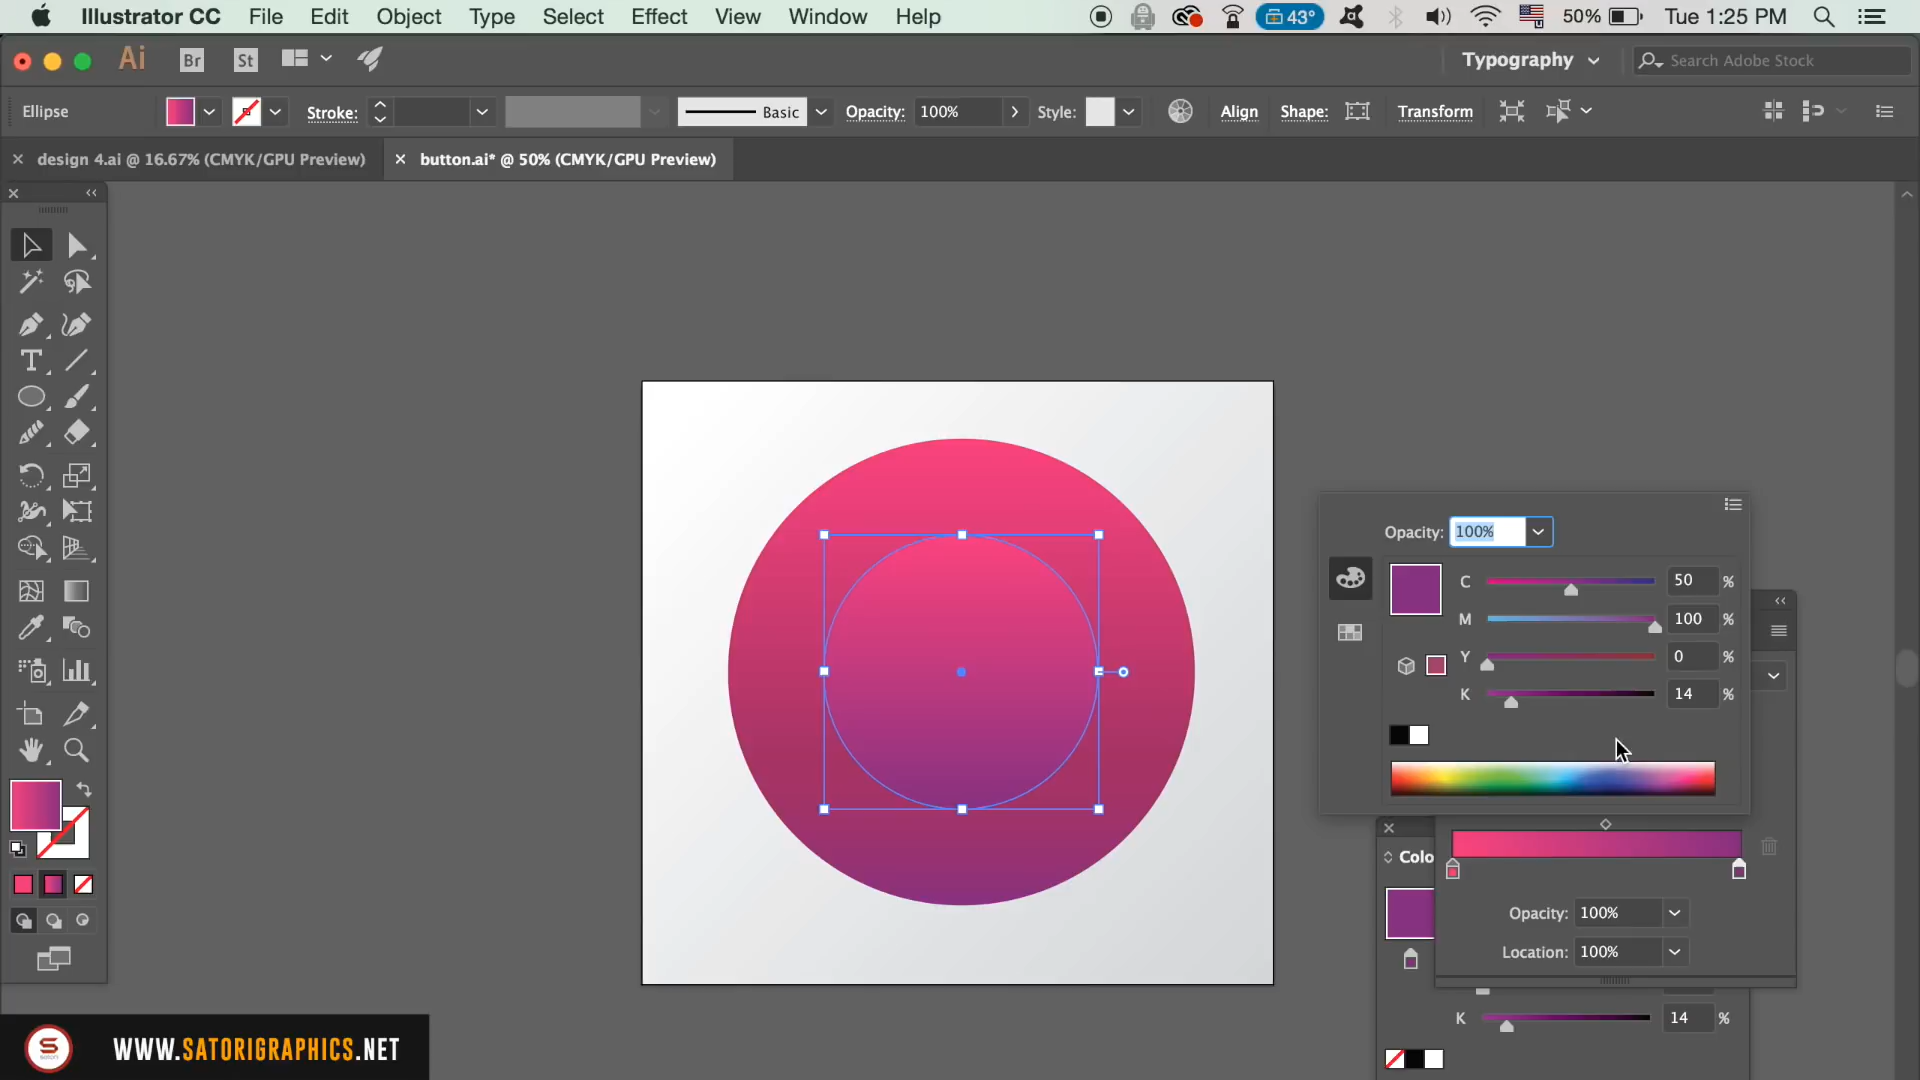 Illustrator CC File Edit Object Type Select Effect View Window Help 43° 50% Tue 1:25 PM
Ai Br St Typography Search Adobe Stock
Ellipse Stroke: Basic Opacity: 100% Style: Align Shape: Transform
design 4.ai @ 16.67% (CMYK/GPU Preview) button.ai* @ 50% (CMYK/GPU Preview)
Opacity: 100%
C 50 %
M 100 %
Y 0 %
K 14 %
Colo
Opacity: 100%
Location: 100%
K 14 %
WWW.SATORIGRAPHICS.NET